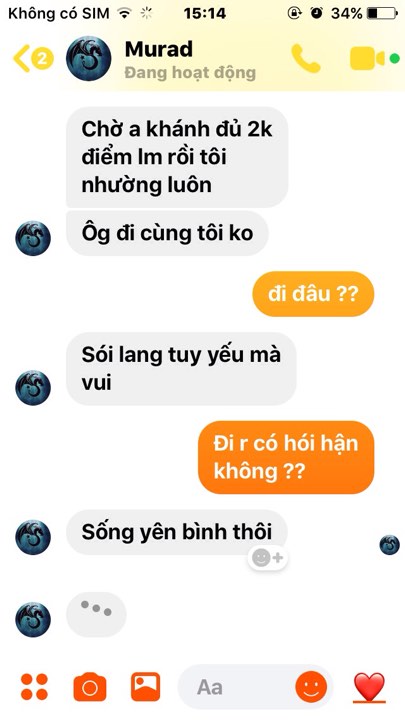 Không có SIM 15:14 34%
2 Murad
Đang hoạt động
Chờ a khánh đủ 2k
điểm lm rồi tôi
nhường luôn
Ôg đi cùng tôi ko
đi đâu ??
Sói lang tuy yếu mà
vui
Đi r có hói hận
không ??
Sống yên bình thôi
Aa